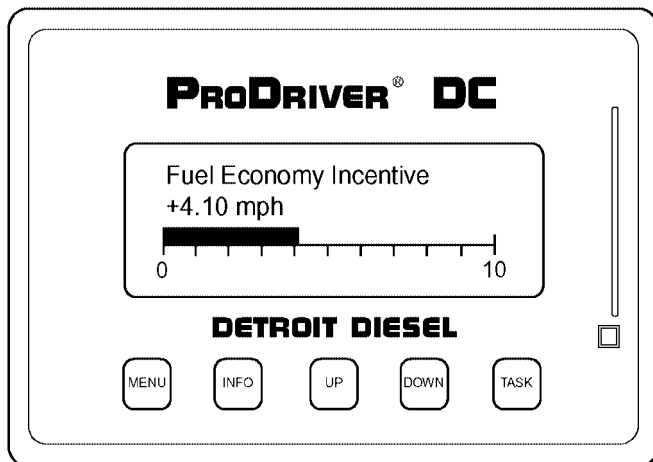 PRODRIVER® DC
Fuel Economy Incentive
+4.10 mph
0 10
DETROIT DIESEL
MENU INFO UP DOWN TASK